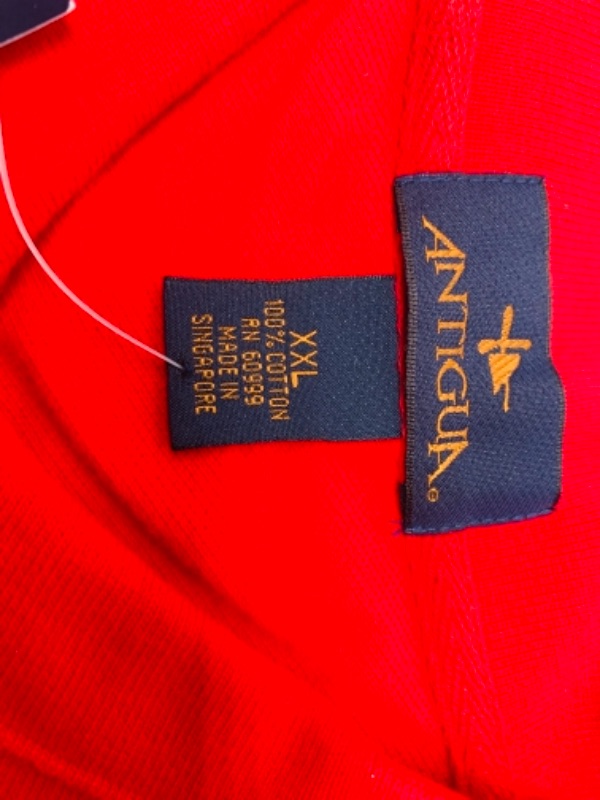 ANTIGUA
XXL
100% COTTON
RN 60999
MADE IN
SINGAPORE